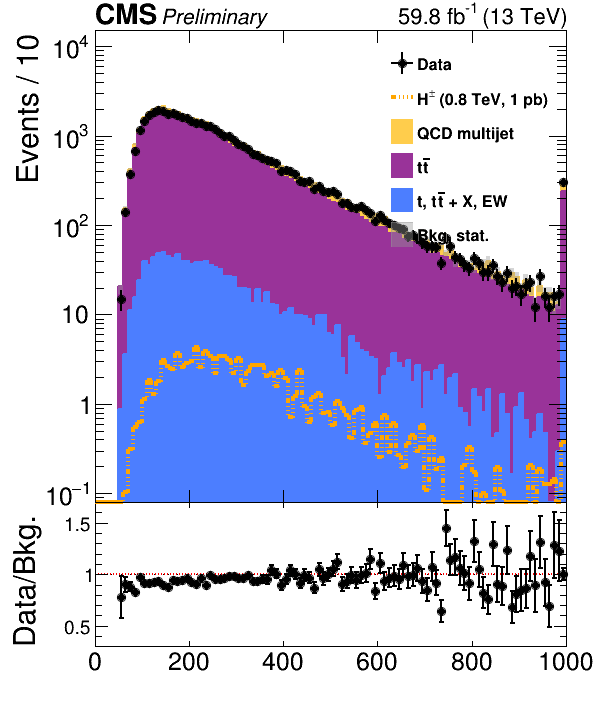 CMS Preliminary 59.8 fb⁻¹ (13 TeV)
Events / 10
10⁴
10³
10²
10
1
10⁻¹
Data
H± (0.8 TeV, 1 pb)
QCD multijet
tt̄
t, tt̄ + X, EW
Bkg. stat.
Data/Bkg.
1.5
1
0.5
0 200 400 600 800 1000